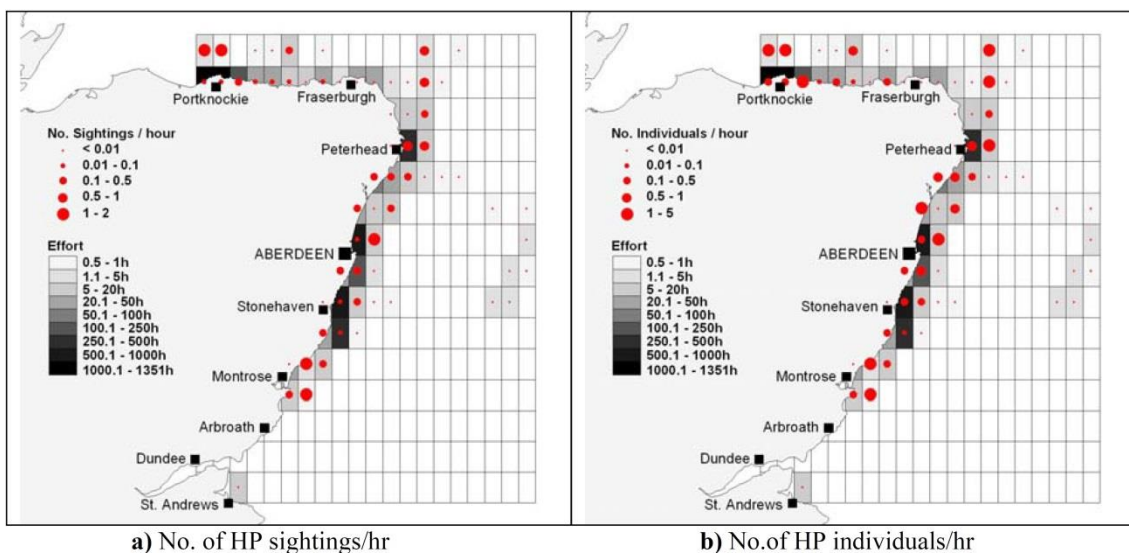 Portknockie
Fraserburgh
No. Sightings / hour
< 0.01
0.01 - 0.1
0.1 - 0.5
0.5 - 1
1 - 2
Peterhead
Effort
0.5 - 1h
1.1 - 5h
5 - 20h
20.1 - 50h
50.1 - 100h
100.1 - 250h
250.1 - 500h
500.1 - 1000h
1000.1 - 1351h
ABERDEEN
Stonehaven
Montrose
Arbroath
Dundee
St. Andrews
a) No. of HP sightings/hr
Portknockie
Fraserburgh
No. Individuals / hour
< 0.01
0.01 - 0.1
0.1 - 0.5
0.5 - 1
1 - 5
Peterhead
Effort
0.5 - 1h
1.1 - 5h
5 - 20h
20.1 - 50h
50.1 - 100h
100.1 - 250h
250.1 - 500h
500.1 - 1000h
1000.1 - 1351h
ABERDEEN
Stonehaven
Montrose
Arbroath
Dundee
St. Andrews
b) No.of HP individuals/hr